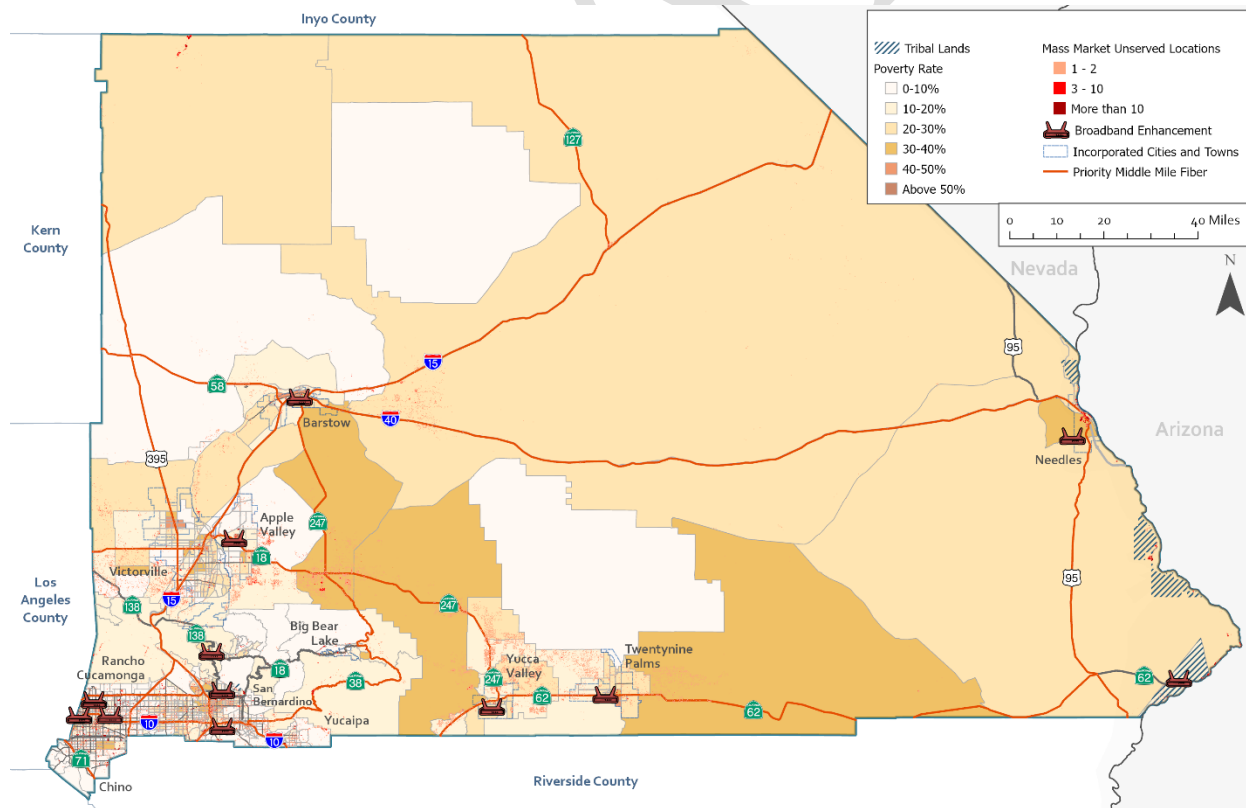 Inyo County
Tribal Lands
Poverty Rate
0-10%
10-20%
20-30%
30-40%
40-50%
Above 50%
Mass Market Unserved Locations
1 - 2
3 - 10
More than 10
Broadband Enhancement
Incorporated Cities and Towns
Priority Middle Mile Fiber
0 10 20 40 Miles
N
Nevada
Arizona
127
Kern
County
95
15
58
Barstow
40
395
Needles
Apple
Valley
247
18
Victorville
Los
Angeles
County
138
15
247
95
138
Big Bear
Lake
Rancho
Cucamonga
18
38
Yucca
Valley
Twentynine
Palms
247
62
62
62
San
Bernardino
Yucaipa
10
10
71
Chino
Riverside County